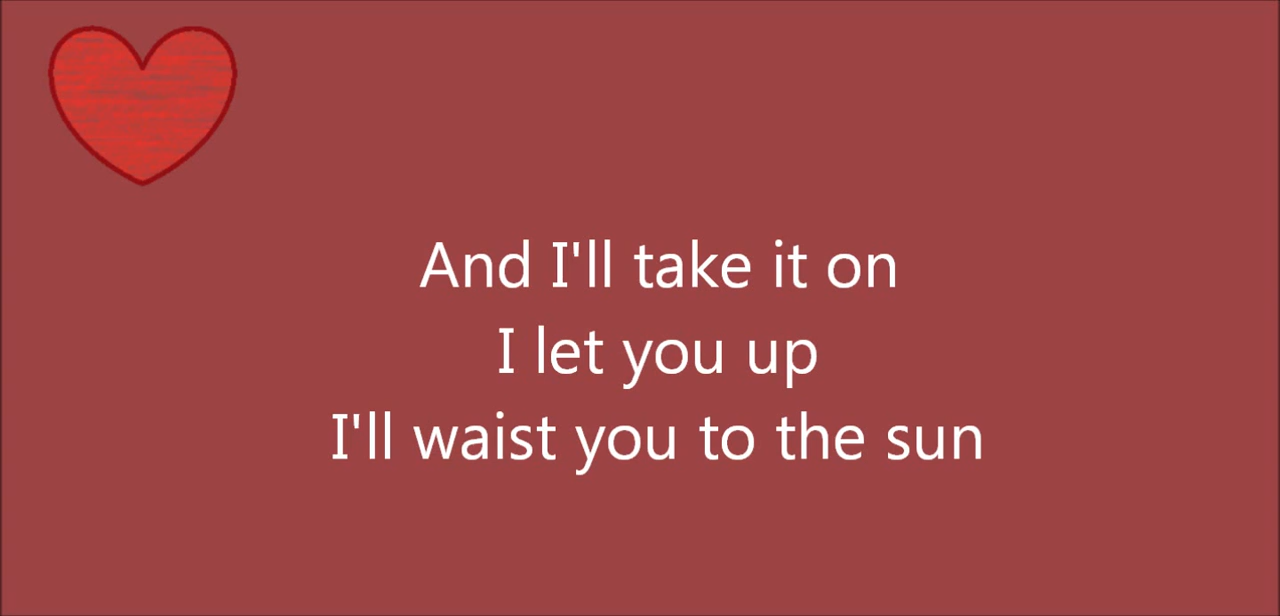 And I'll take it on
I let you up
I'll waist you to the sun